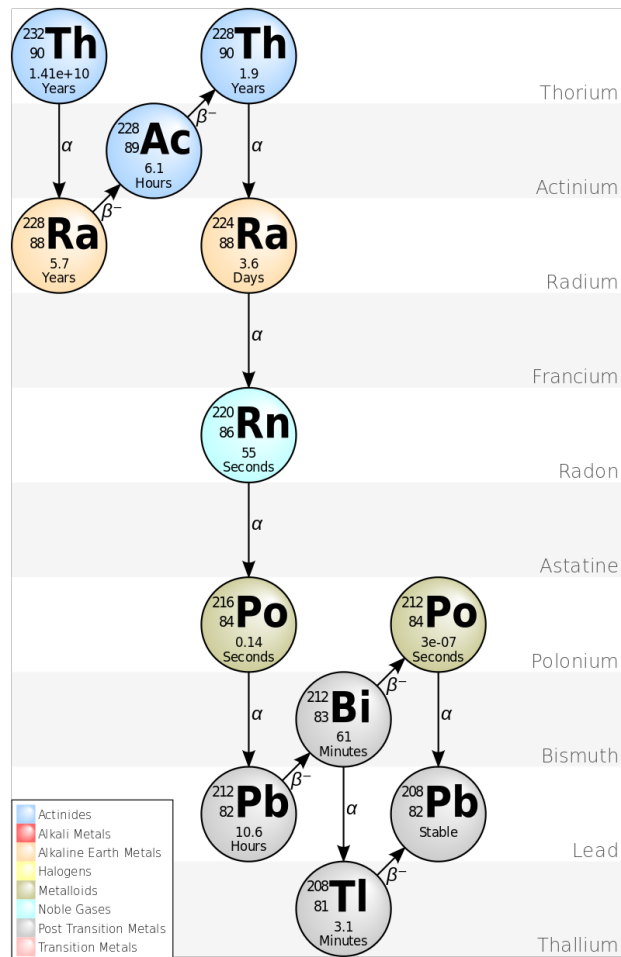 232
90
Th
1.41e+10
Years
228
90
Th
1.9
Years
Thorium
α
β⁻
α
228
89
Ac
6.1
Hours
Actinium
β⁻
228
88
Ra
5.7
Years
224
88
Ra
3.6
Days
Radium
α
Francium
220
86
Rn
55
Seconds
Radon
α
Astatine
216
84
Po
0.14
Seconds
212
84
Po
3e-07
Seconds
Polonium
α
β⁻
α
212
83
Bi
61
Minutes
Bismuth
β⁻
212
82
Pb
10.6
Hours
α
208
82
Pb
Stable
Lead
β⁻
208
81
Tl
3.1
Minutes
Thallium
Actinides
Alkali Metals
Alkaline Earth Metals
Halogens
Metalloids
Noble Gases
Post Transition Metals
Transition Metals